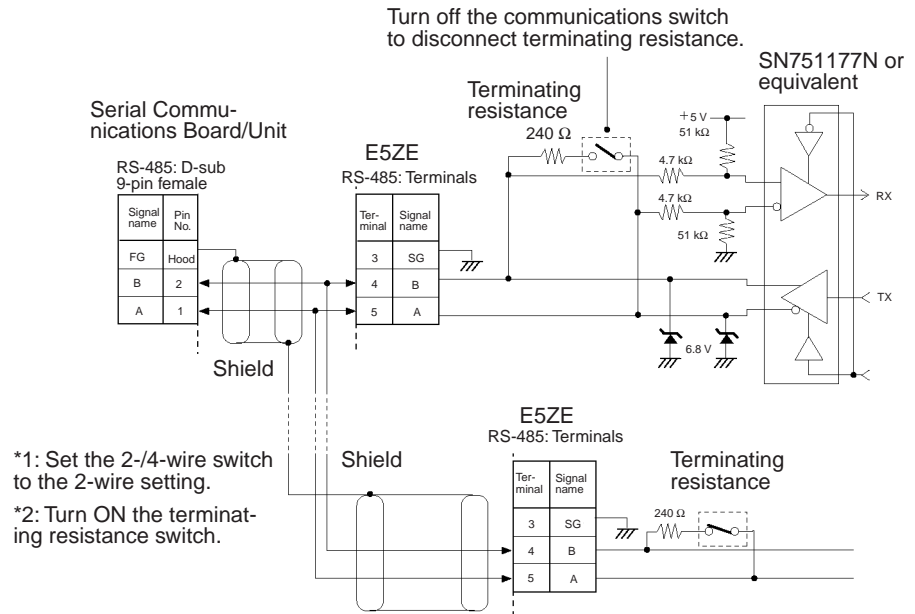 Turn off the communications switch
to disconnect terminating resistance.
SN751177N or
equivalent
Terminating
resistance
240 Ω
+5 V
51 kΩ
4.7 kΩ
4.7 kΩ
51 kΩ
RX
TX
6.8 V
Serial Commu-
nications Board/Unit
RS-485: D-sub
9-pin female
Signal
name
Pin
No.
FG
Hood
B
2
A
1
Shield
E5ZE
RS-485: Terminals
Ter-
minal
Signal
name
3
SG
4
B
5
A
*1: Set the 2-/4-wire switch
to the 2-wire setting.
*2: Turn ON the terminat-
ing resistance switch.
Shield
E5ZE
RS-485: Terminals
Ter-
minal
Signal
name
3
SG
4
B
5
A
Terminating
resistance
240 Ω